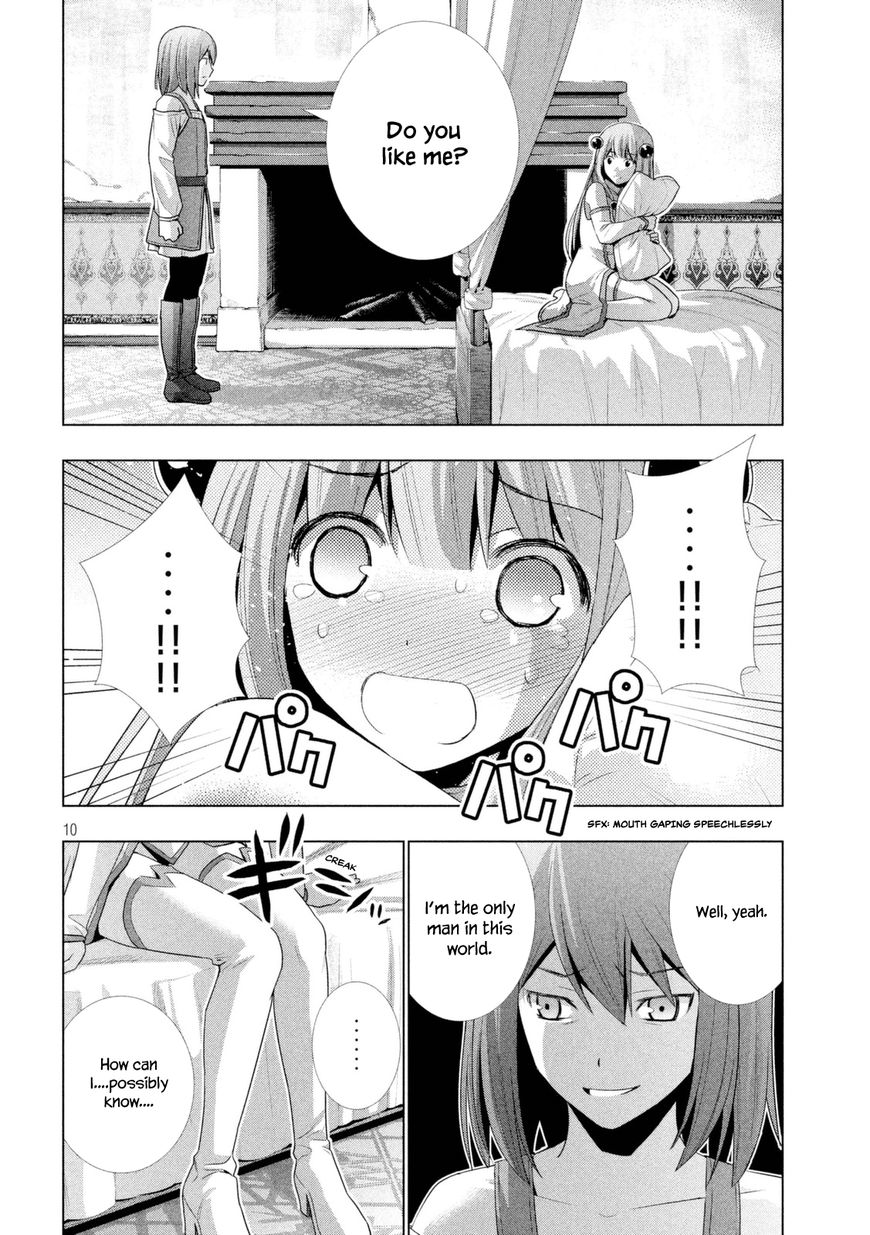 Do you
like me?
・・・・!!
・・・・!!
パク
パク
パク
SFX: MOUTH GAPING SPEECHLESSLY
10
Well, yeah.
I'm the only
man in this
world.
ギシ
CREAK
・・・・・・
How can
I....possibly
know....